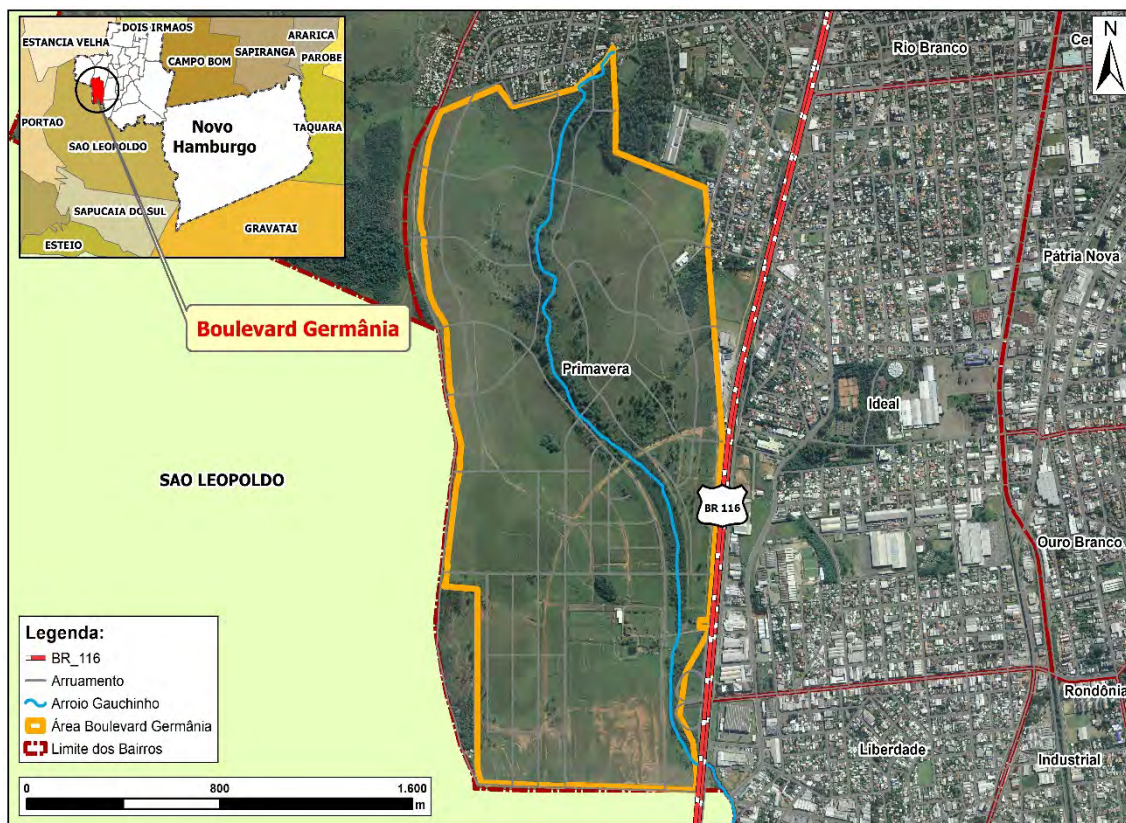 DOIS IRMAOS
ESTANCIA VELHA
ARARICA
SAPIRANGA
CAMPO BOM
PAROBE
PORTAO
Novo
Hamburgo
TAQUARA
SAO LEOPOLDO
SAPUCAIA DO SUL
GRAVATAI
ESTEIO
N
Rio Branco
Pátria Nova
Boulevard Germânia
Primavera
Ideal
SAO LEOPOLDO
BR 116
Ouro Branco
Legenda:
BR_116
Arruamento
Arroio Gauchinho
Área Boulevard Germânia
Limite dos Bairros
Rondônia
Liberdade
Industrial
0 800 1.600
m